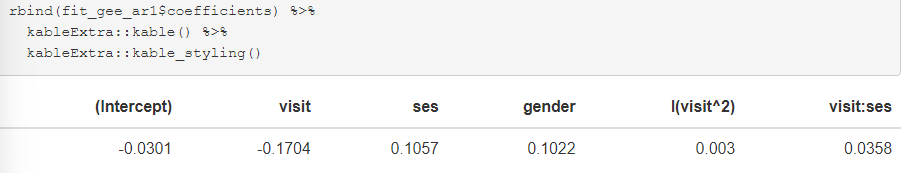 rbind(fit_gee_ar1$coefficients) %>%
kableExtra::kable() %>%
kableExtra::kable_styling()
(Intercept) visit ses gender I(visit^2) visit:ses
-0.0301 -0.1704 0.1057 0.1022 0.003 0.0358